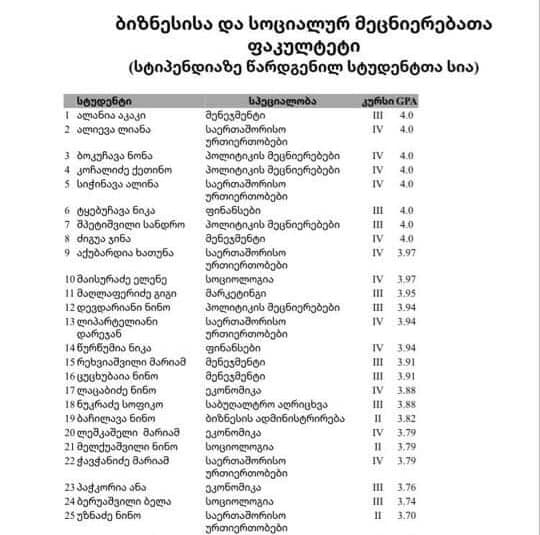 ბიზნესისა და სოციალურ მეცნიერებათა
ფაკულტეტი
(სტიპენდიაზე წარდგენილ სტუდენტთა სია)
სტუდენტი სპეციალობა კურსი GPA
1 ალანია აკაკი მენეჯმენტი III 4.0
2 ალიევა ლიანა საერთაშორისო IV 4.0
ურთიერთობები
3 ბოკუჩავა ნონა პოლიტიკის მეცნიერებები IV 4.0
4 კოჩალიძე ქეთინო პოლიტიკის მეცნიერებები IV 4.0
5 სიჭინავა ალინა საერთაშორისო IV 4.0
ურთიერთობები
6 ტყებუჩავა ნიკა ფინანსები III 4.0
7 შპეტიშვილი სანდრო პოლიტიკის მეცნიერებები III 4.0
8 ძიგუა ჯინა მენეჯმენტი IV 4.0
9 აქუბარდია ხათუნა საერთაშორისო IV 3.97
ურთიერთობები
10 მაისურაძე ელენე სოციოლოგია IV 3.97
11 მაღლაფერიძე გიგი მარკეტინგი III 3.95
12 დევდარიანი ნინო პოლიტიკის მეცნიერებები III 3.94
13 ლიპარტელიანი საერთაშორისო IV 3.94
დარეჯან ურთიერთობები
14 წურწუმია ნიკა ფინანსები IV 3.94
15 რეხვიაშვილი მარიამ მენეჯმენტი III 3.91
16 ცუცხუბაია ნინო მენეჯმენტი III 3.91
17 ლაცაბიძე ნინო ეკონომიკა IV 3.88
18 ნუკრაძე სოფიკო საბუღალტრო აღრიცხვა III 3.88
19 ბაჩილავა ნინო ბიზნესის ადმინისტრირება II 3.82
20 ლეშკაშელი მარიამ ეკონომიკა IV 3.79
21 მელქუაშვილი ნინო სოციოლოგია II 3.79
22 ჭავჭანიძე მარიამ საერთაშორისო IV 3.79
ურთიერთობები
23 პაჭკორია ანა ეკონომიკა III 3.76
24 ბერუაშვილი ბელა სოციოლოგია III 3.74
25 უზნაძე ნინო საერთაშორისო II 3.70
ურთიერთობები